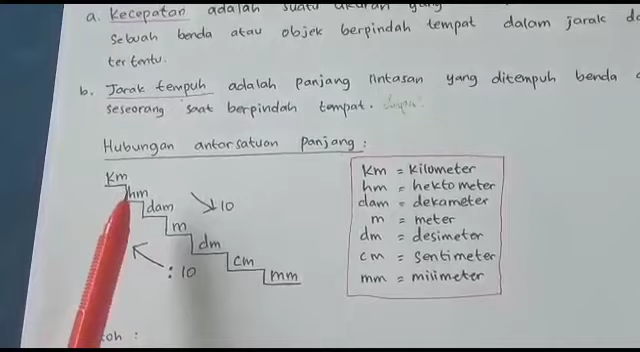 a. Kecepatan adalah suatu ukuran yang
sebuah benda atau objek berpindah tempat dalam jarak
tertentu.
b. Jarak tempuh adalah panjang lintasan yang ditempuh benda
seseorang saat berpindah tempat.
Hubungan antarsatuan panjang :
Km
hm
dam
m
dm
cm
mm
10
: 10
Km = kilometer
hm = hektometer
dam = dekameter
m = meter
dm = desimeter
cm = sentimeter
mm = milimeter
toh :